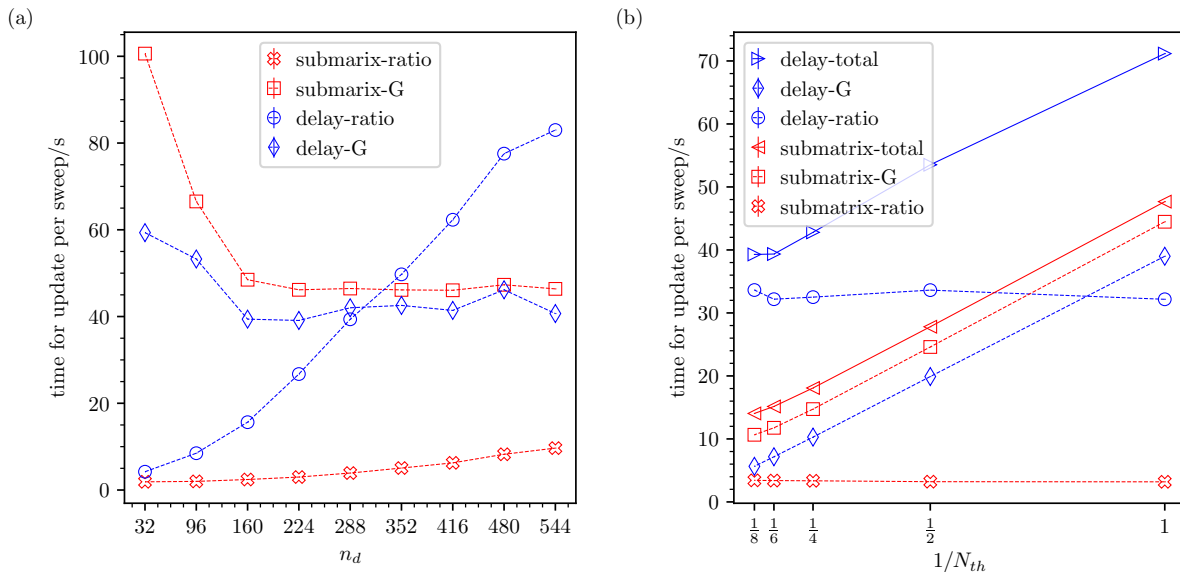 (a)
time for update per sweep/s
100
80
60
40
20
0
submarix-ratio
submarix-G
delay-ratio
delay-G
32 96 160 224 288 352 416 480 544
n_d
(b)
time for update per sweep/s
70
60
50
40
30
20
10
0
delay-total
delay-G
delay-ratio
submatrix-total
submatrix-G
submatrix-ratio
1/8 1/6 1/4 1/2 1
1/N_{th}